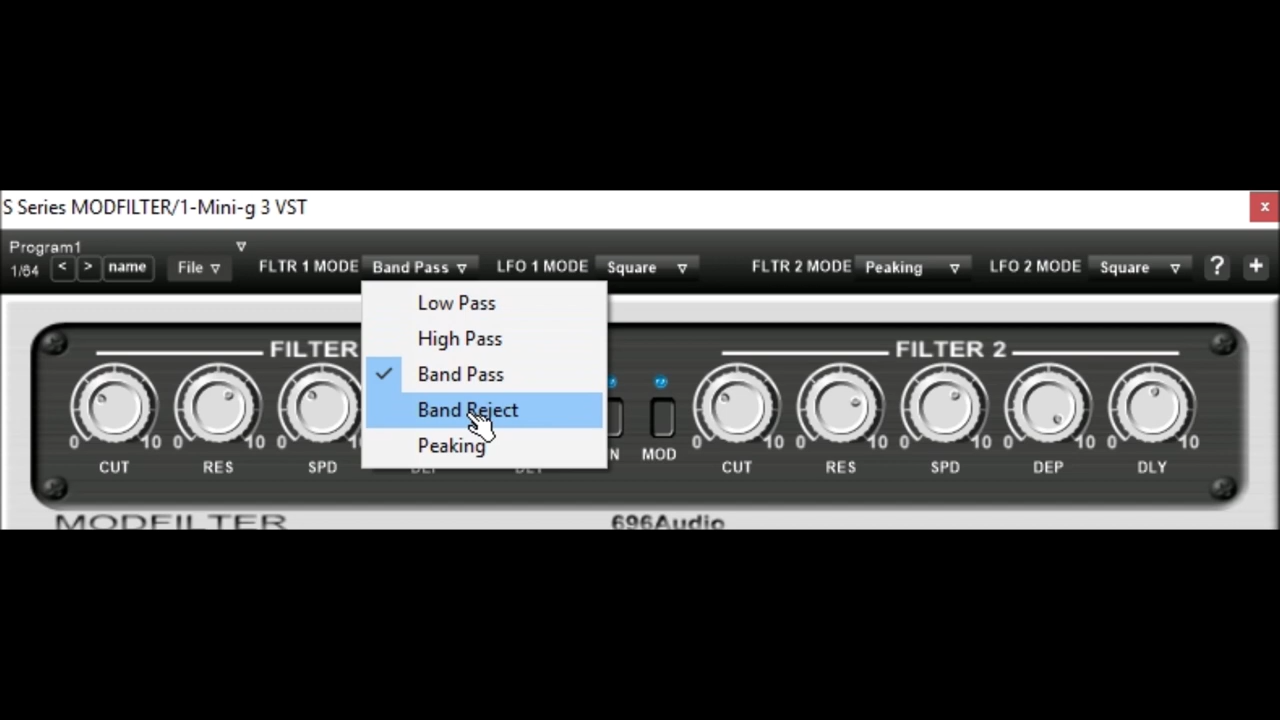 S Series MODFILTER/1-Mini-g 3 VST
x
Program1
1/64 < > name File FLTR 1 MODE Band Pass LFO 1 MODE Square FLTR 2 MODE Peaking LFO 2 MODE Square ? +
Low Pass
High Pass
Band Pass
Band Reject
Peaking
FILTER
FILTER 2
0 10 0 10 0 0 10 0 10 0 10 0 10 0 10
CUT RES SPD DLY N MOD CUT RES SPD DEP DLY
MODFILTER 696Audio